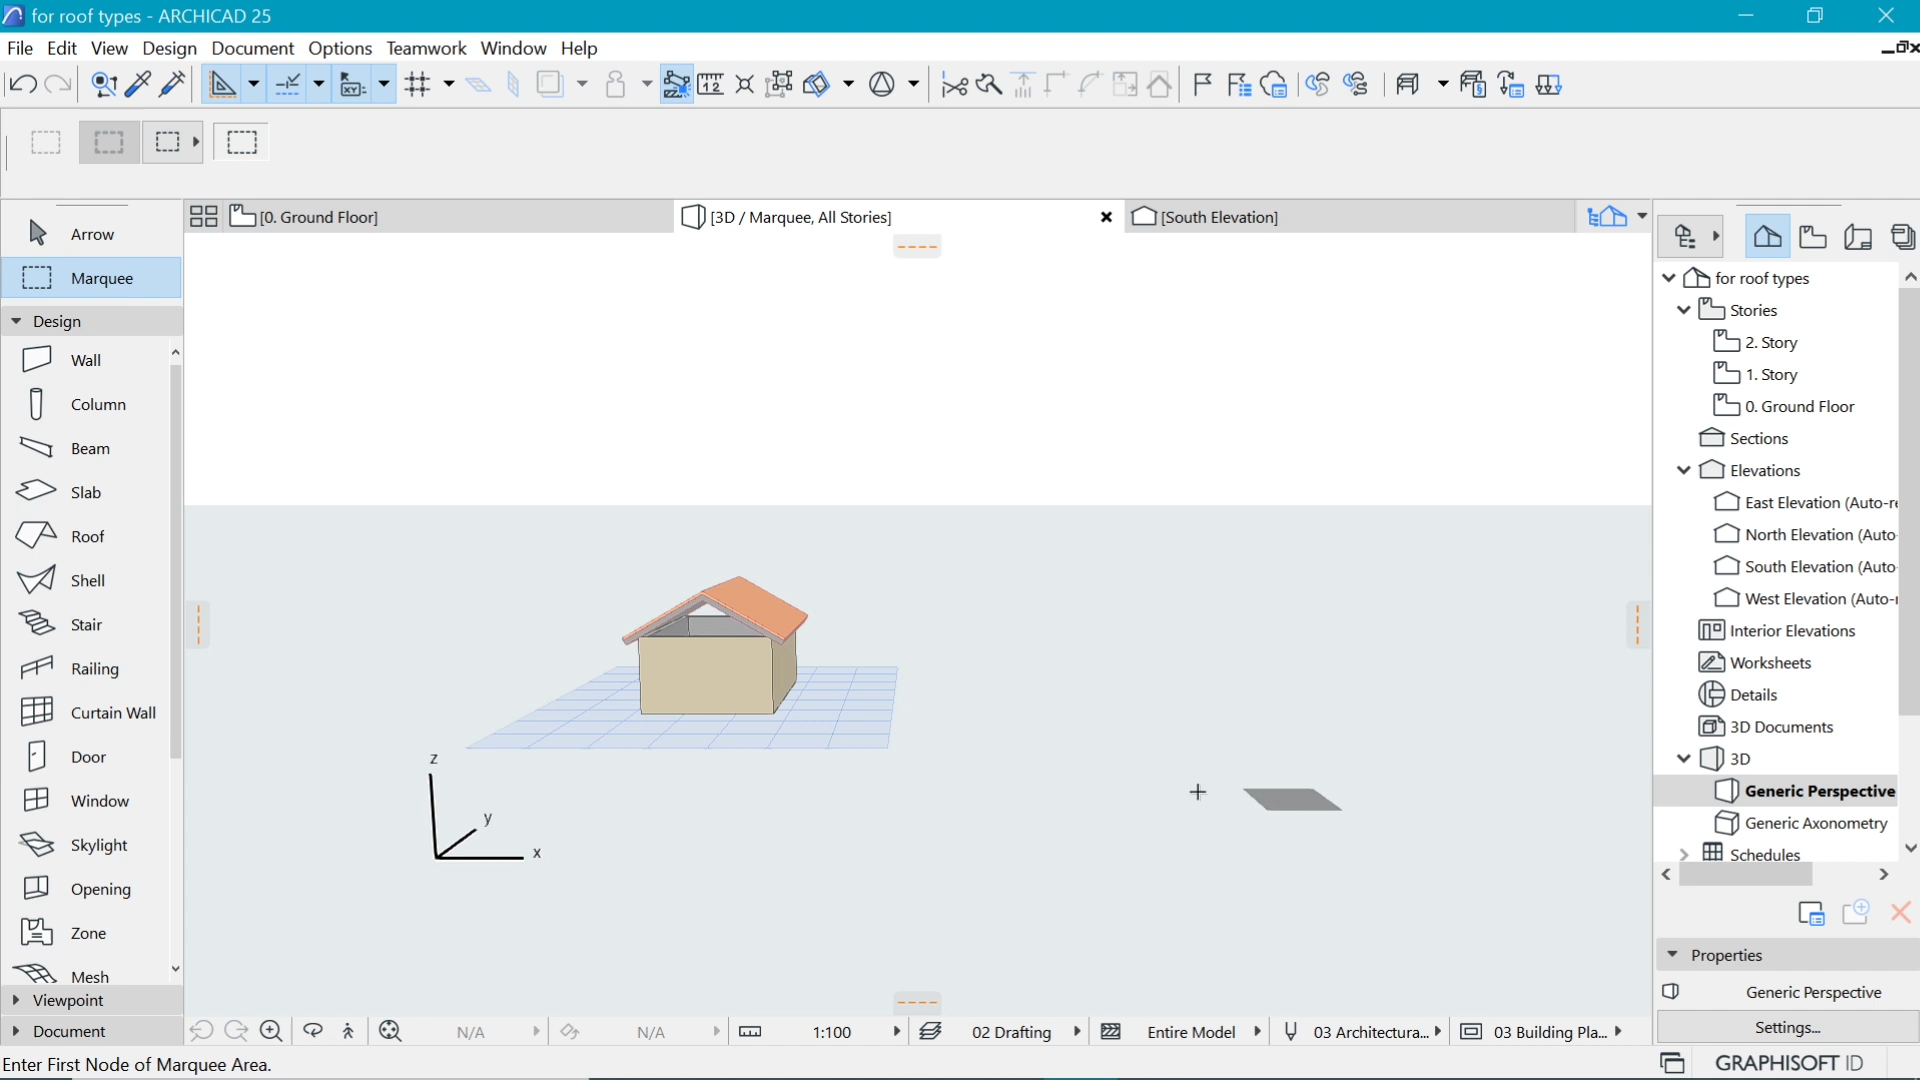 for roof types - ARCHICAD 25
File Edit View Design Document Options Teamwork Window Help
[0. Ground Floor]
[3D / Marquee, All Stories]
[South Elevation]
Arrow
Marquee
Design
Wall
Column
Beam
Slab
Roof
Shell
Stair
Railing
Curtain Wall
Door
Window
Skylight
Opening
Zone
Mesh
Viewpoint
Document
z
y
x
for roof types
Stories
2. Story
1. Story
0. Ground Floor
Sections
Elevations
East Elevation (Auto-re
North Elevation (Auto-
South Elevation (Auto-
West Elevation (Auto-r
Interior Elevations
Worksheets
Details
3D Documents
3D
Generic Perspective
Generic Axonometry
Schedules
Properties
Generic Perspective
Settings...
N/A
N/A
1:100
02 Drafting
Entire Model
03 Architectura...
03 Building Pla...
Enter First Node of Marquee Area.
GRAPHISOFT ID